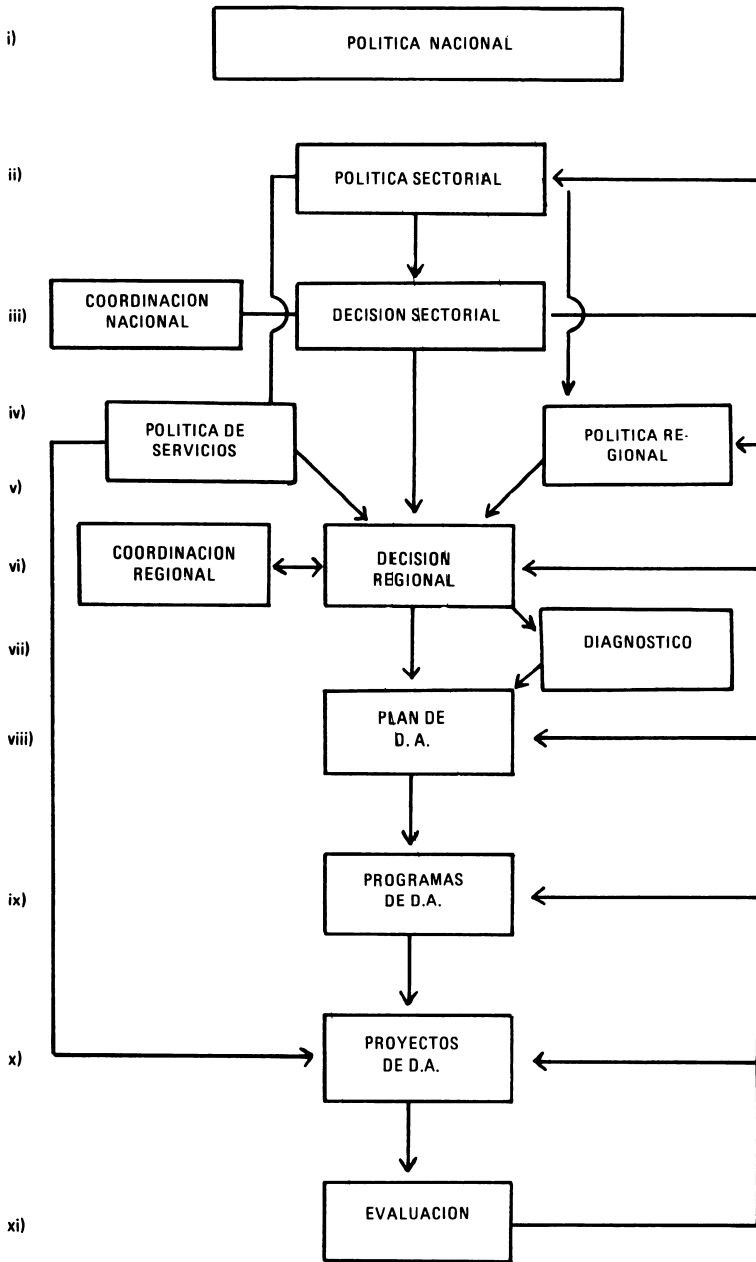 i)
POLITICA NACIONAL
ii)
POLITICA SECTORIAL
iii)
COORDINACION
NACIONAL
DECISION SECTORIAL
iv)
POLITICA DE
SERVICIOS
POLITICA RE-
GIONAL
v)
vi)
COORDINACION
REGIONAL
DECISION
REGIONAL
vii)
DIAGNOSTICO
viii)
PLAN DE
D. A.
ix)
PROGRAMAS
DE D.A.
x)
PROYECTOS
DE D.A.
xi)
EVALUACION